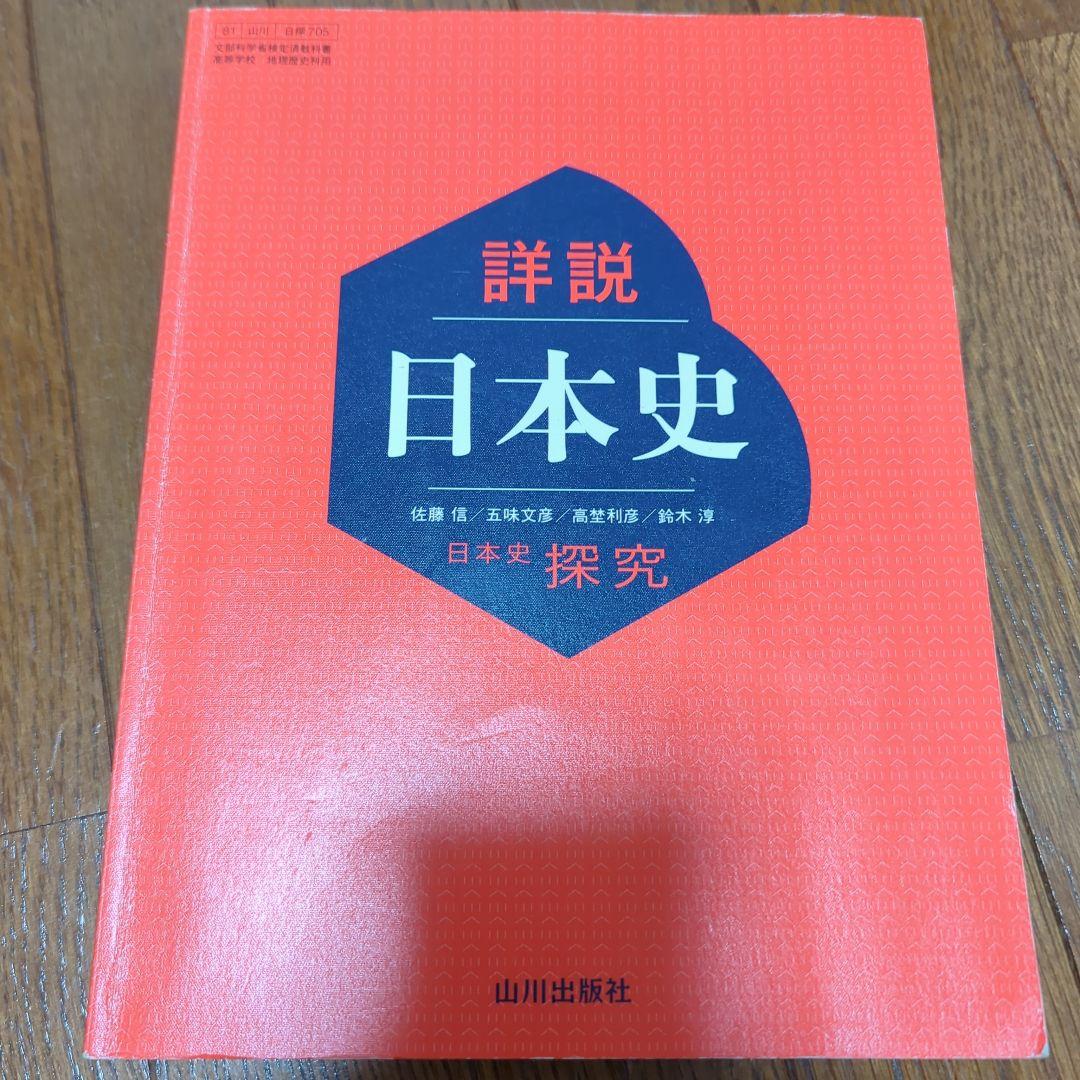 81 山川 日探705
文部科学省検定済教科書
高等学校 地理歴史科用
詳説
日本史
佐藤 信／五味文彦／高埜利彦／鈴木 淳
日本史 探究
山川出版社